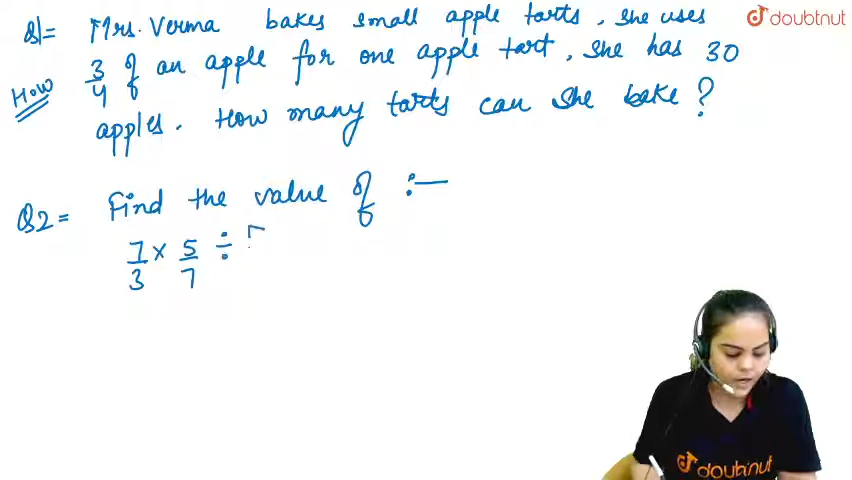 doubtnut
Q1= Mrs. Verma bakes small apple tarts, she uses
3/4 of an apple for one apple tart, she has 30
How
apples. How many tarts can she bake?
Q2= Find the value of :—
7/3 × 5/7 ÷
doubtnut